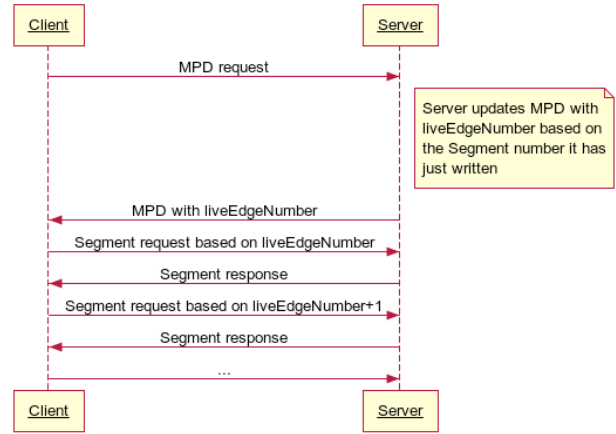 Client
Server
MPD request
Server updates MPD with
liveEdgeNumber based on
the Segment number it has
just written
MPD with liveEdgeNumber
Segment request based on liveEdgeNumber
Segment response
Segment request based on liveEdgeNumber+1
Segment response
...
Client
Server